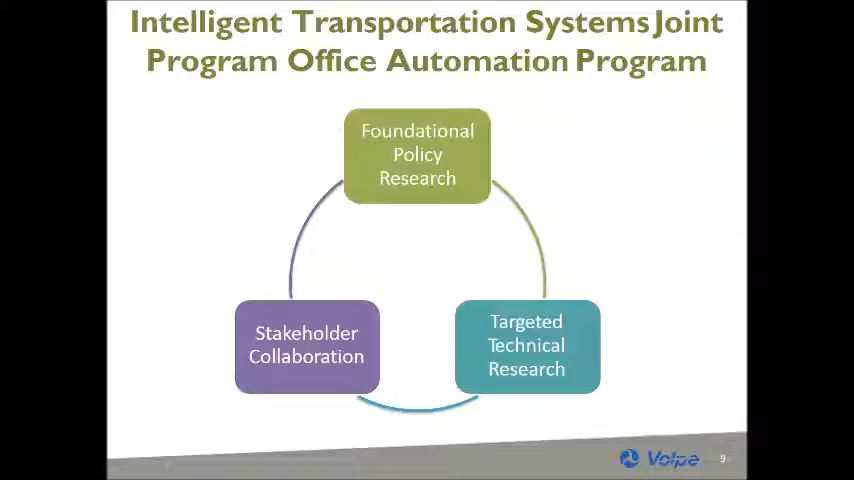 Intelligent Transportation Systems Joint
Program Office Automation Program
Foundational
Policy
Research
Stakeholder
Collaboration
Targeted
Technical
Research
Volpe
9